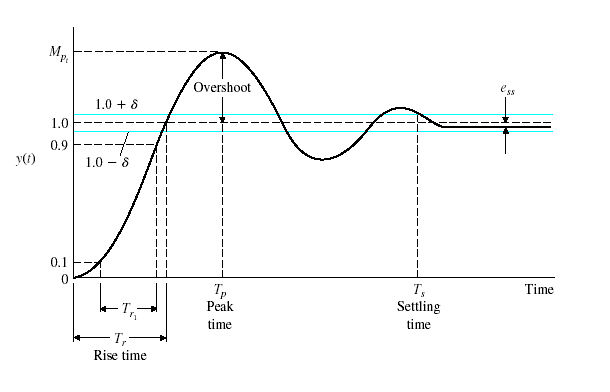 M_{p_t}
Overshoot
e_{ss}
1.0 + δ
1.0
0.9
y(t)
1.0 − δ
0.1
0
T_p
Peak
time
T_s
Settling
time
Time
T_{r_1}
T_r
Rise time